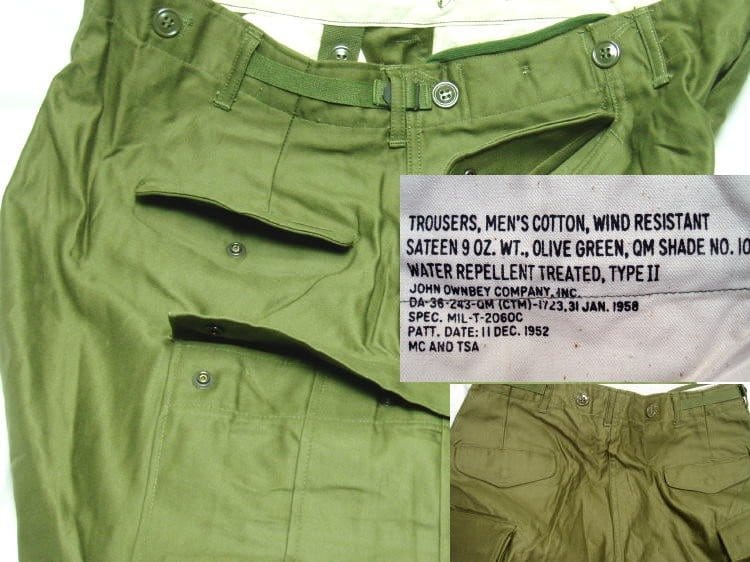 TROUSERS, MEN'S COTTON, WIND RESISTANT
SATEEN 9 OZ. WT., OLIVE GREEN, QM SHADE NO. 10
WATER REPELLENT TREATED, TYPE II
JOHN OWNBEY COMPANY, INC.
DA-36-243-QM (CTM)-1723, 31 JAN. 1958
SPEC. MIL-T-2060C
PATT. DATE: 11 DEC. 1952
MC AND TSA